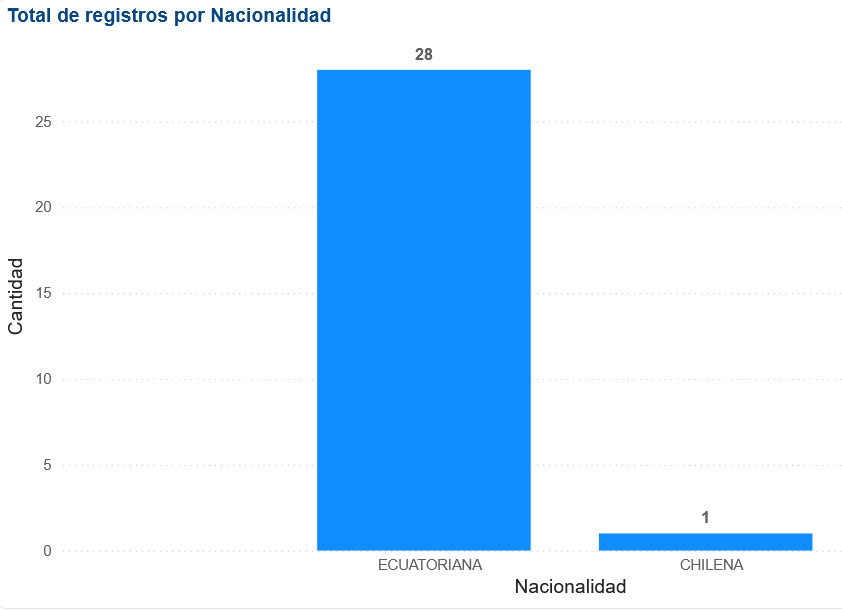 Total de registros por Nacionalidad
28
25
20
15
10
5
0
Cantidad
1
ECUATORIANA
CHILENA
Nacionalidad